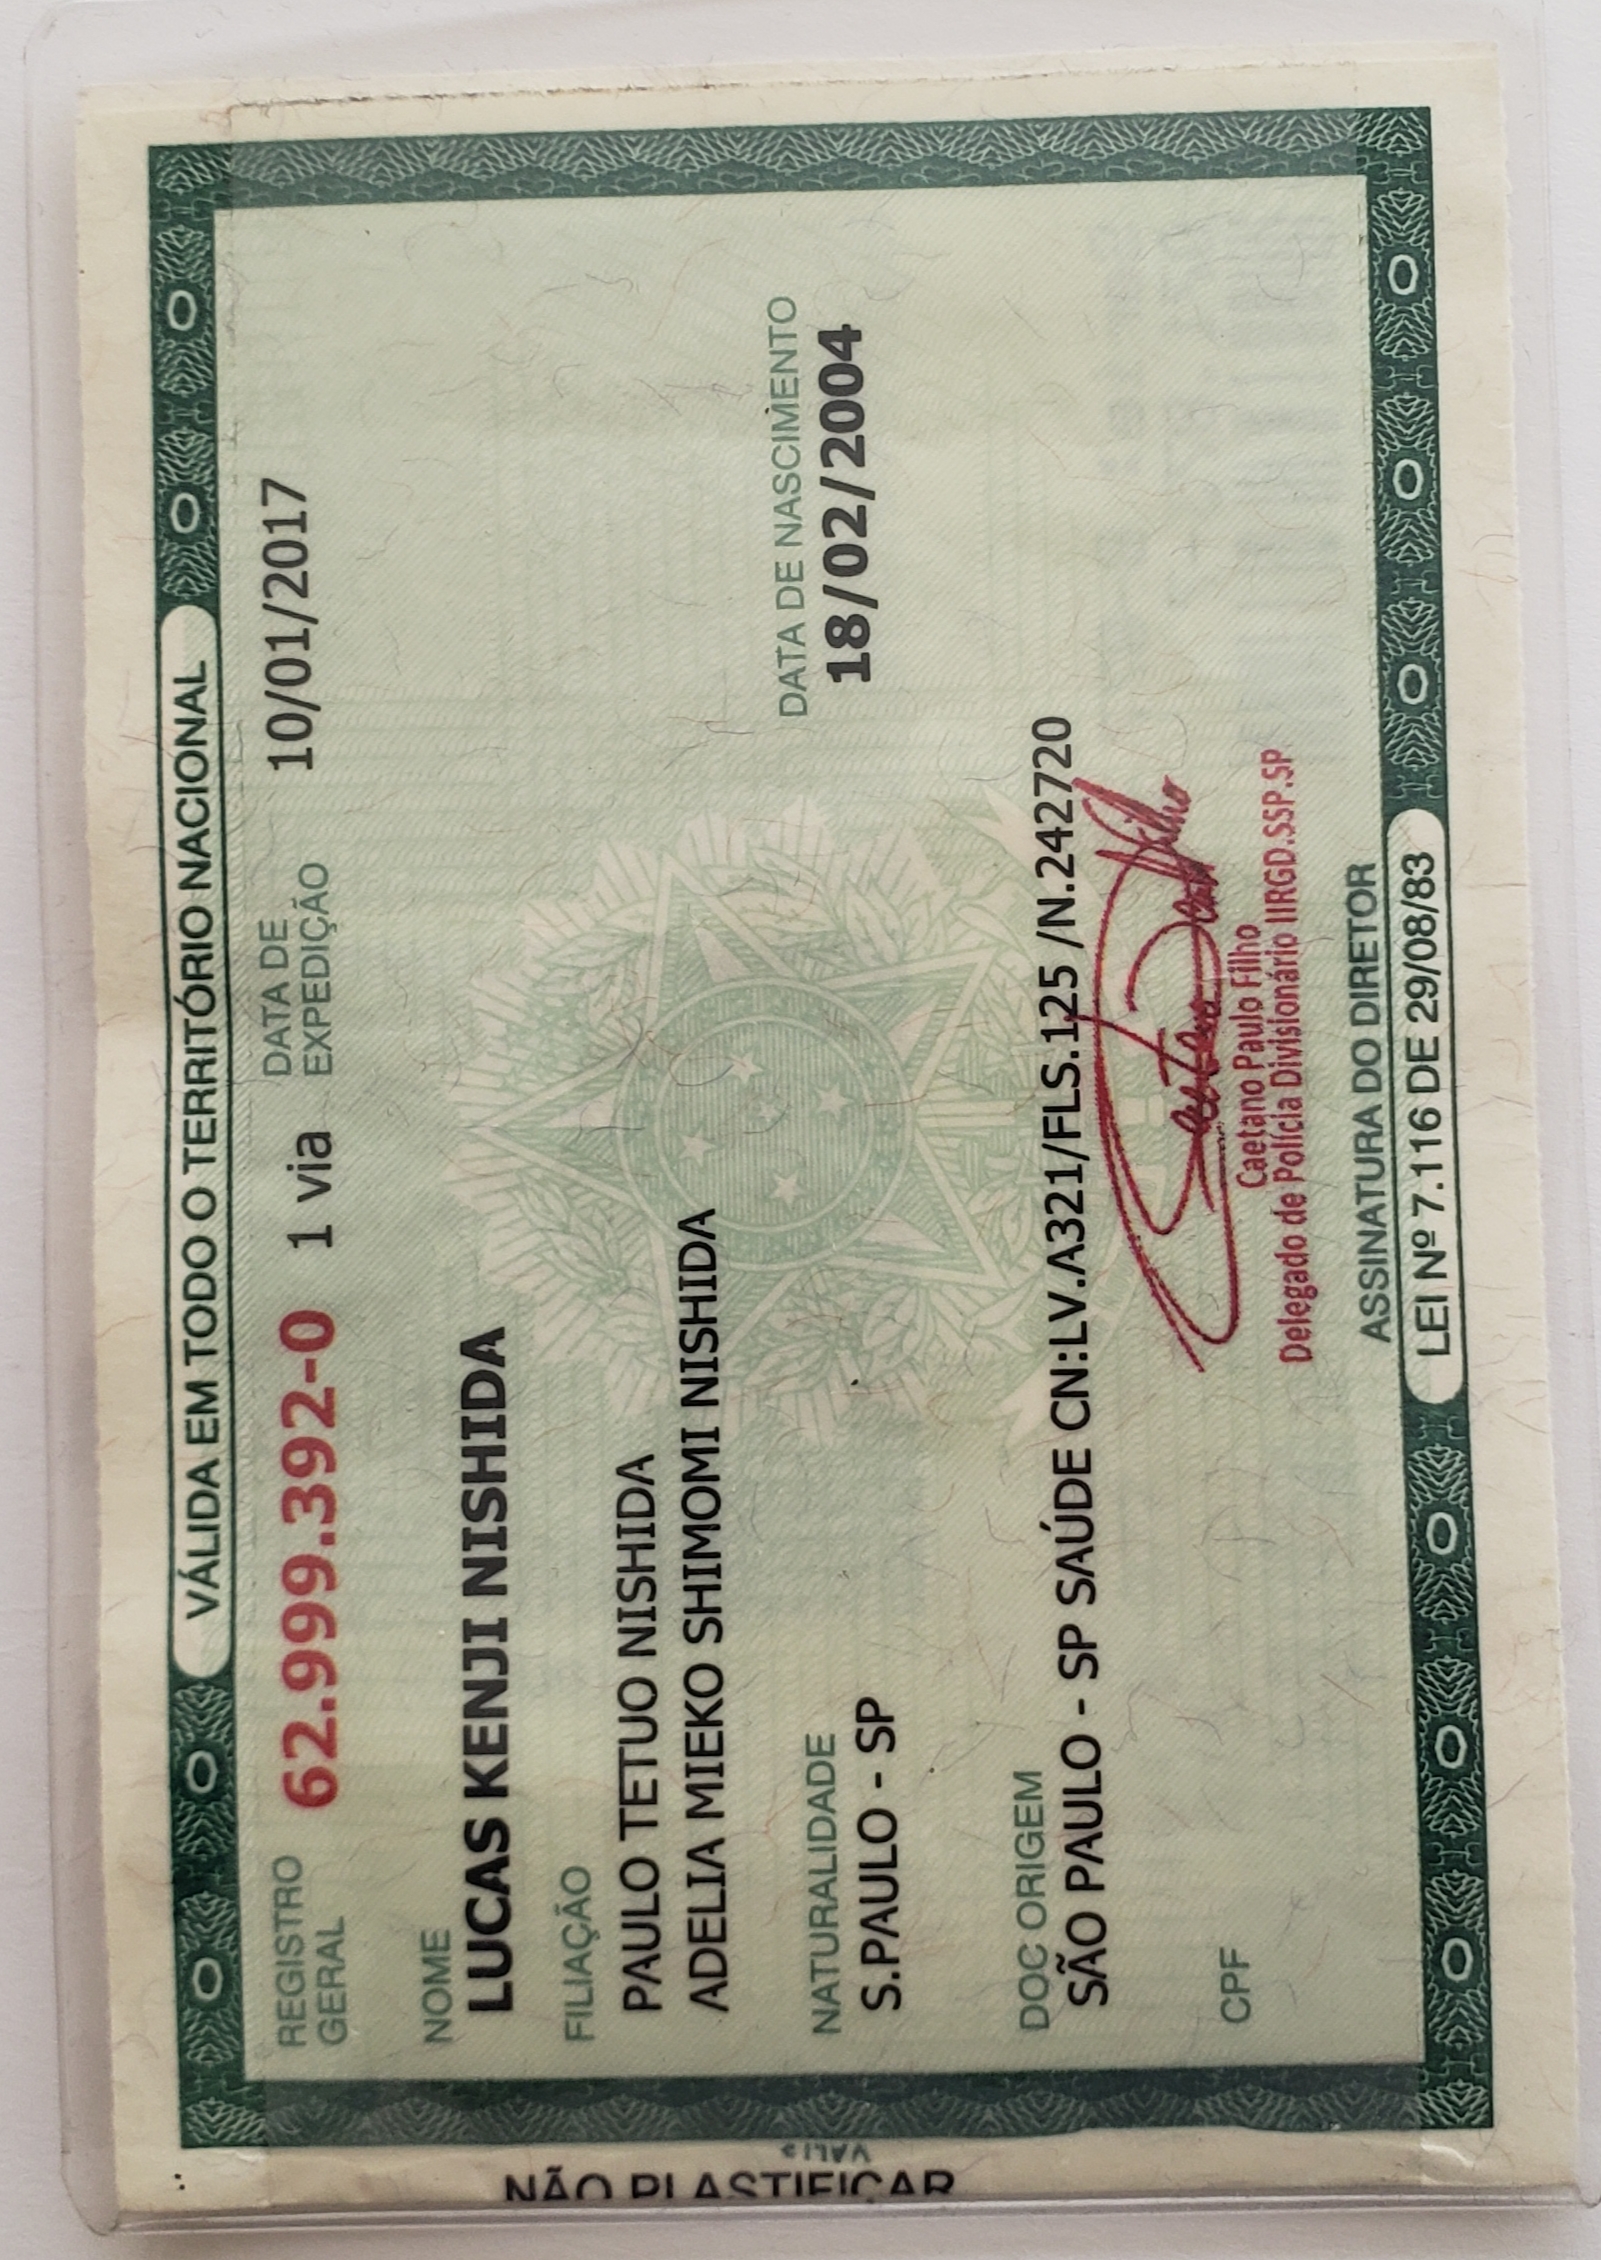 VÁLIDA EM TODO O TERRITÓRIO NACIONAL
REGISTRO GERAL 62.999.392-0 1 via DATA DE EXPEDIÇÃO 10/01/2017
NOME
LUCAS KENJI NISHIDA
FILIAÇÃO
PAULO TETUO NISHIDA
ADELIA MIEKO SHIMOMI NISHIDA
NATURALIDADE DATA DE NASCIMENTO
S.PAULO - SP 18/02/2004
DOC ORIGEM
SÃO PAULO - SP SAÚDE CN:LV.A321/FLS.125 /N.242720
CPF
Caetano Paulo Filho
Delegado de Polícia Divisionário IIRGD.SSP.SP
ASSINATURA DO DIRETOR
LEI Nº 7.116 DE 29/08/83
NÃO PLASTIFICAR